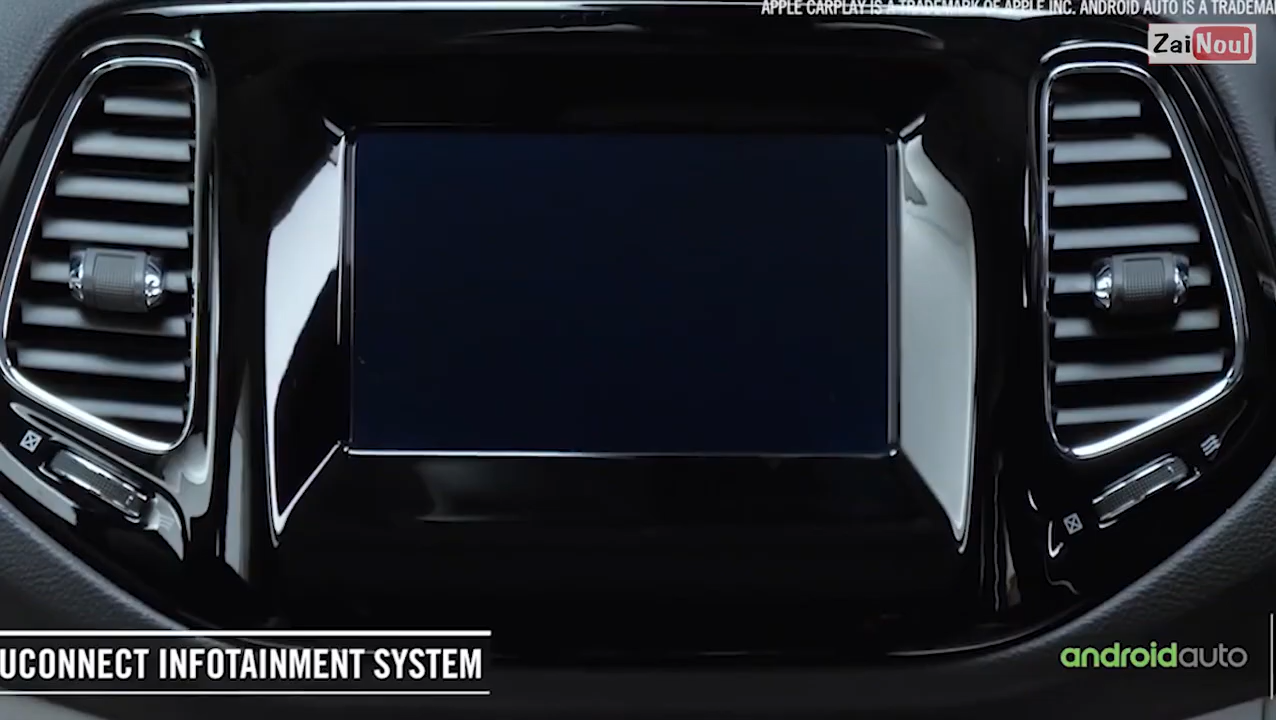 APPLE CARPLAY IS A TRADEMARK OF APPLE INC. ANDROID AUTO IS A TRADEMA
ZaiNoul
UCONNECT INFOTAINMENT SYSTEM
androidauto